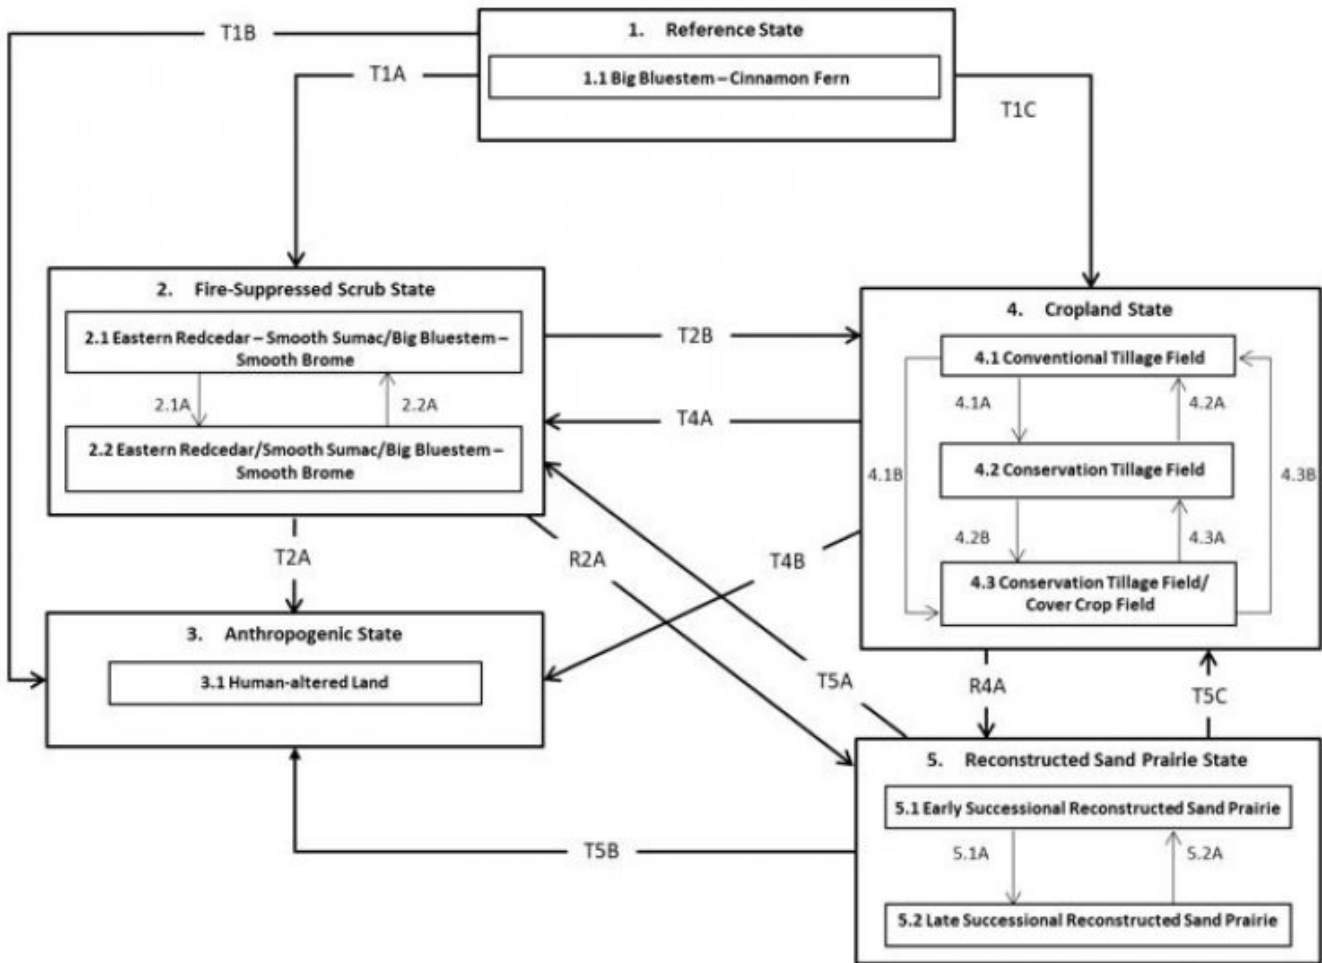 T1B
1. Reference State
T1A
1.1 Big Bluestem – Cinnamon Fern
T1C
2. Fire-Suppressed Scrub State
2.1 Eastern Redcedar – Smooth Sumac/Big Bluestem –
Smooth Brome
2.1A
2.2A
2.2 Eastern Redcedar/Smooth Sumac/Big Bluestem –
Smooth Brome
T2B
T4A
4. Cropland State
4.1 Conventional Tillage Field
4.1A
4.2A
4.2 Conservation Tillage Field
4.1B
4.3B
4.2B
4.3A
4.3 Conservation Tillage Field/
Cover Crop Field
T2A
R2A
T4B
3. Anthropogenic State
3.1 Human-altered Land
T5A
R4A
T5C
5. Reconstructed Sand Prairie State
5.1 Early Successional Reconstructed Sand Prairie
5.1A
5.2A
5.2 Late Successional Reconstructed Sand Prairie
T5B